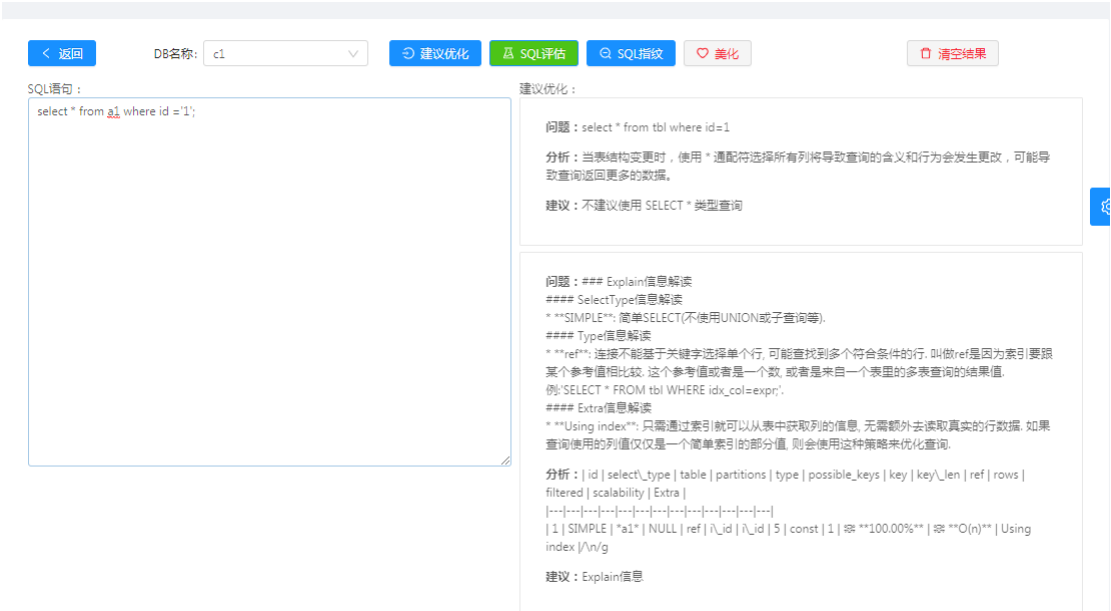 返回
DB名称:
c1
建议优化
SQL评估
SQL指纹
美化
清空结果
SQL语句：
建议优化：
select * from a1 where id ='1';
问题：select * from tbl where id=1
分析：当表结构变更时，使用 * 通配符选择所有列将导致查询的含义和行为会发生更改，可能导
致查询返回更多的数据。
建议：不建议使用 SELECT * 类型查询
问题：### Explain信息解读
#### SelectType信息解读
* **SIMPLE**: 简单SELECT(不使用UNION或子查询等).
#### Type信息解读
* **ref**: 连接不能基于关键字选择单个行, 可能查找到多个符合条件的行. 叫做ref是因为索引要跟
某个参考值相比较. 这个参考值或者是一个数, 或者是来自一个表里的多表查询的结果值.
例:'SELECT * FROM tbl WHERE idx_col=expr;'.
#### Extra信息解读
* **Using index**: 只需通过索引就可以从表中获取列的信息, 无需额外去读取真实的行数据. 如果
查询使用的列值仅仅是一个简单索引的部分值, 则会使用这种策略来优化查询.
分析：| id | select\_type | table | partitions | type | possible_keys | key | key\_len | ref | rows |
filtered | scalability | Extra |
|---|---|---|---|---|---|---|---|---|---|---|---|---|
| 1 | SIMPLE | *a1* | NULL | ref | i\_id | i\_id | 5 | const | 1 | **100.00%** | **O(n)** | Using
index |/\n/g
建议：Explain信息